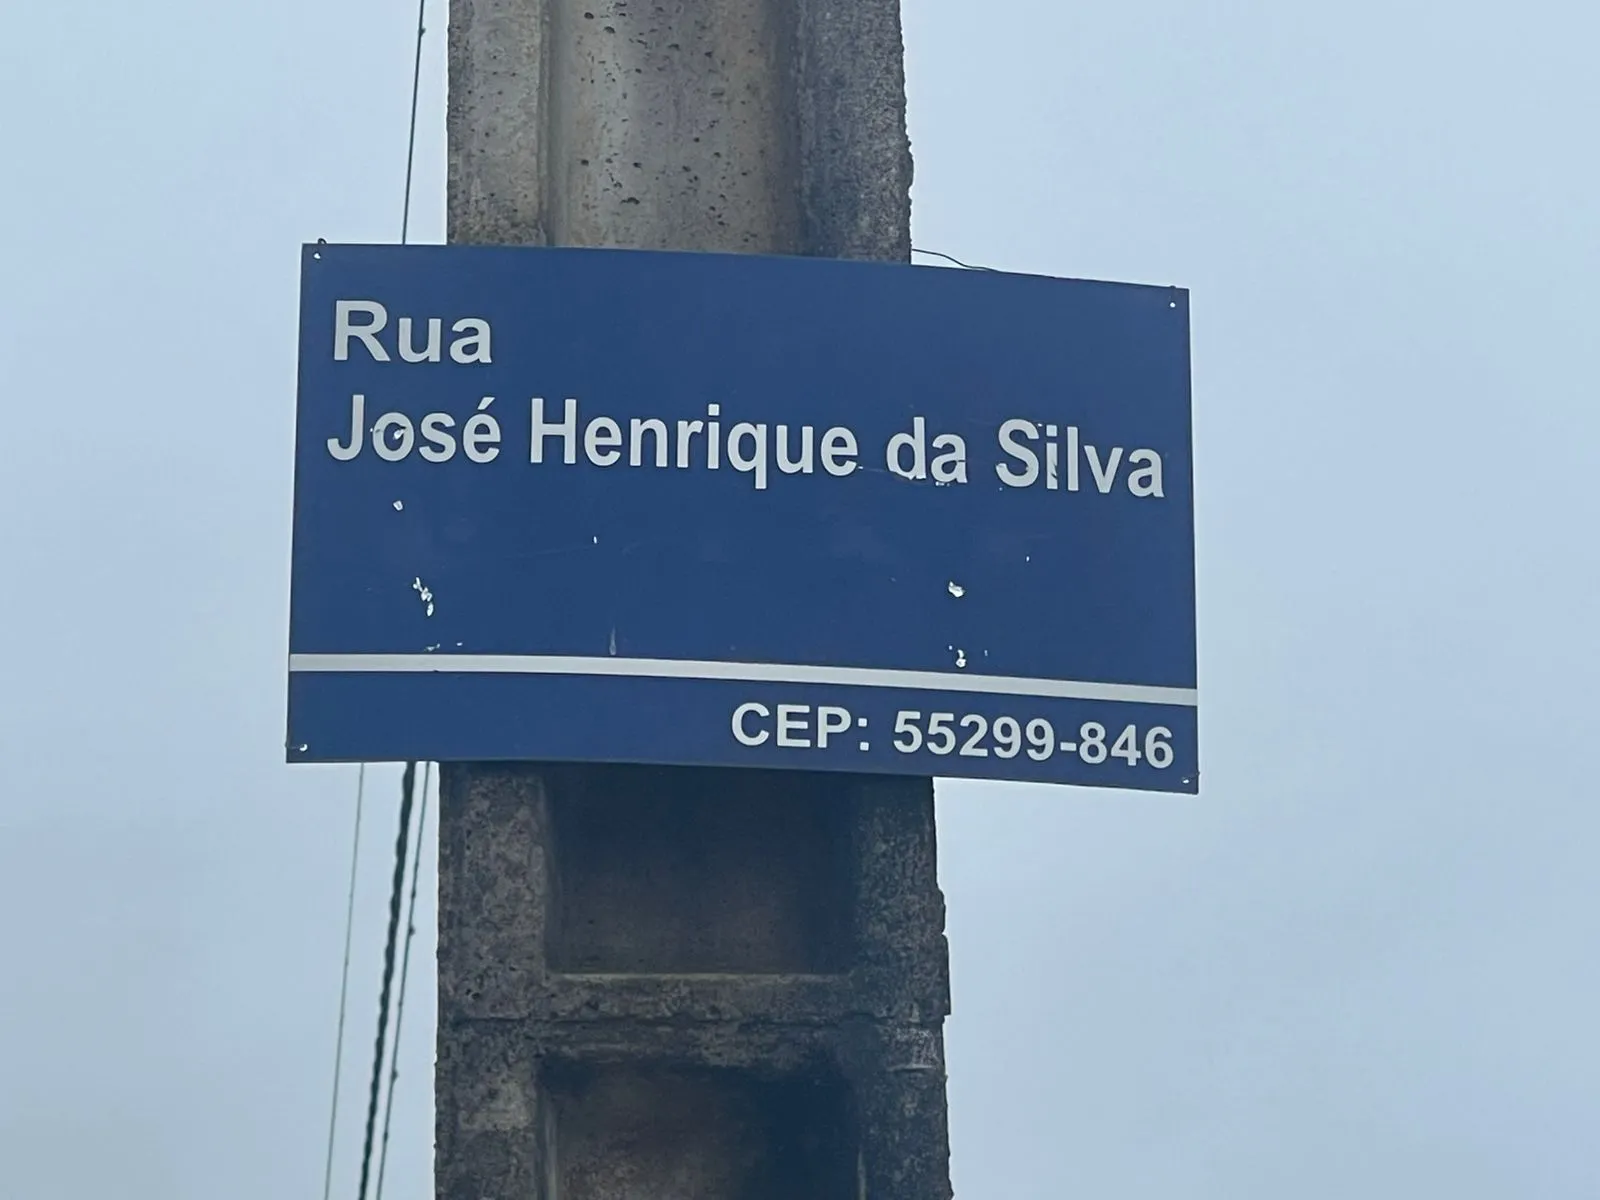 Rua
José Henrique da Silva
CEP: 55299-846